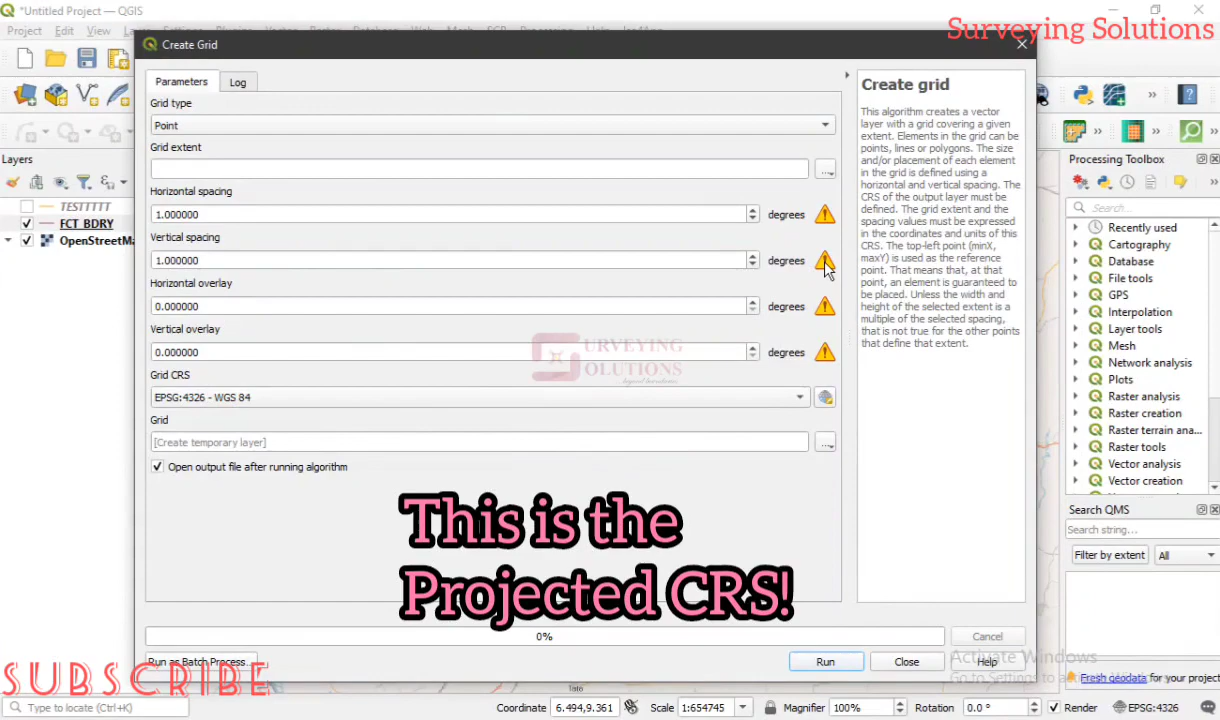 *Untitled Project — QGIS
Project Edit View
Surveying Solutions
Create Grid
Parameters
Log
Grid type
Point
Grid extent
...
Horizontal spacing
1.000000
degrees
Vertical spacing
1.000000
degrees
Horizontal overlay
0.000000
degrees
Vertical overlay
0.000000
degrees
Grid CRS
EPSG:4326 - WGS 84
Grid
[Create temporary layer]
...
Open output file after running algorithm
URVEYING
OLUTIONS
This is the
Projected CRS!
0%
Cancel
Run as Batch Process...
Run
Close
Help
Create grid
This algorithm creates a vector
layer with a grid covering a given
extent. Elements in the grid can be
points, lines or polygons. The size
and/or placement of each element
in the grid is defined using a
horizontal and vertical spacing. The
CRS of the output layer must be
defined. The grid extent and the
spacing values must be expressed
in the coordinates and units of this
CRS. The top-left point (minX,
maxY) is used as the reference
point. That means that, at that
point, an element is guaranteed to
be placed. Unless the width and
height of the selected extent is a
multiple of the selected spacing,
that is not true for the other points
that define that extent.
Layers
TESTTTTT
FCT_BDRY
OpenStreetMa
Processing Toolbox
Search...
Recently used
Cartography
Database
File tools
GPS
Interpolation
Layer tools
Mesh
Network analysis
Plots
Raster analysis
Raster creation
Raster terrain ana...
Raster tools
Vector analysis
Vector creation
Search QMS
Search string...
Filter by extent
All
Activate Windows
Go to Settings to
Fresh geodata for your project
SUBSCRIBE
Type to locate (Ctrl+K)
Coordinate 6.494,9.361
Scale 1:654745
Magnifier 100%
Rotation 0.0 °
Render
EPSG:4326